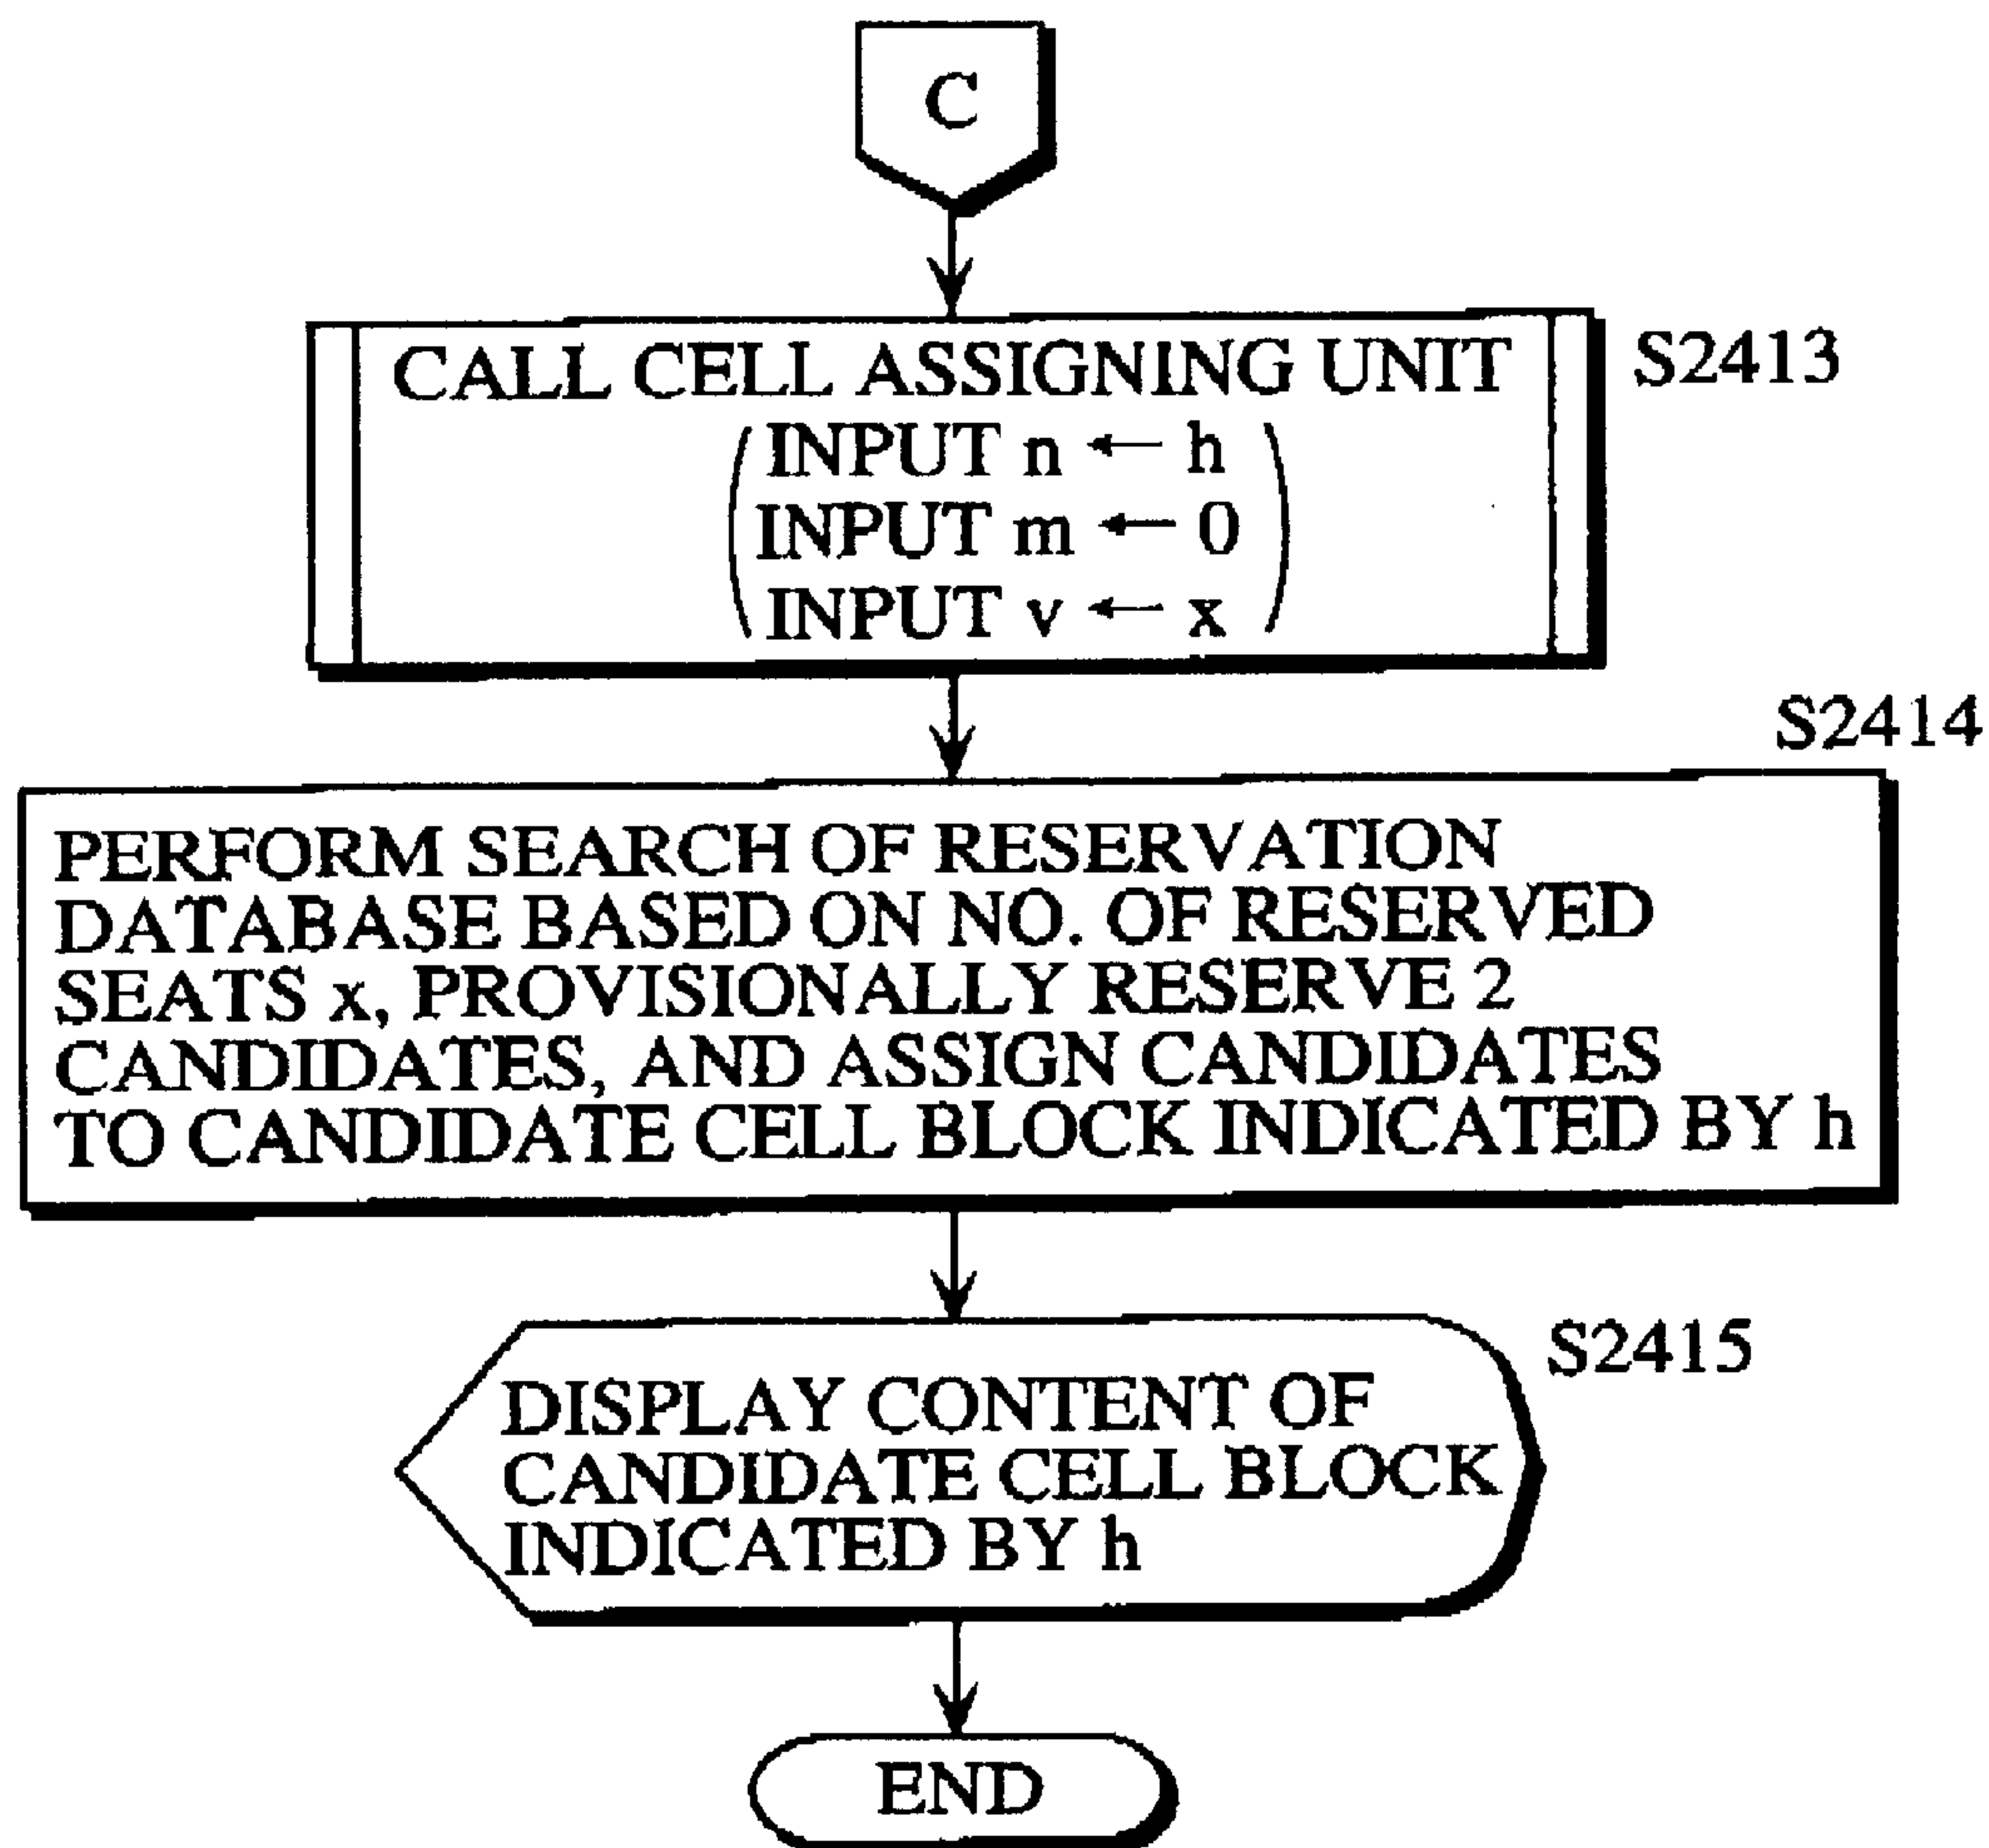 C
CALL CELL ASSIGNING UNIT
S2413
INPUT n ← h
INPUT m ← 0
INPUT v ← x
S2414
PERFORM SEARCH OF RESERVATION
DATABASE BASED ON NO. OF RESERVED
SEATS x, PROVISIONALLY RESERVE 2
CANDIDATES, AND ASSIGN CANDIDATES
TO CANDIDATE CELL BLOCK INDICATED BY h
S2415
DISPLAY CONTENT OF
CANDIDATE CELL BLOCK
INDICATED BY h
END